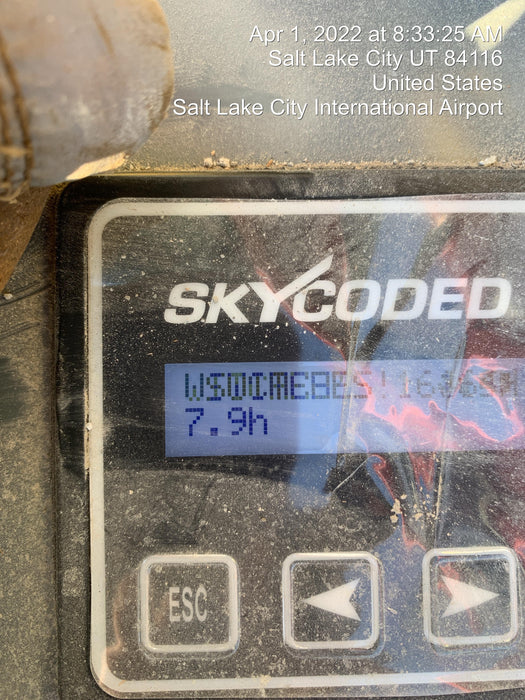 Apr 1, 2022 at 8:33:25 AM
Salt Lake City UT 84116
United States
Salt Lake City International Airport
SKYCODED
7.9h
ESC